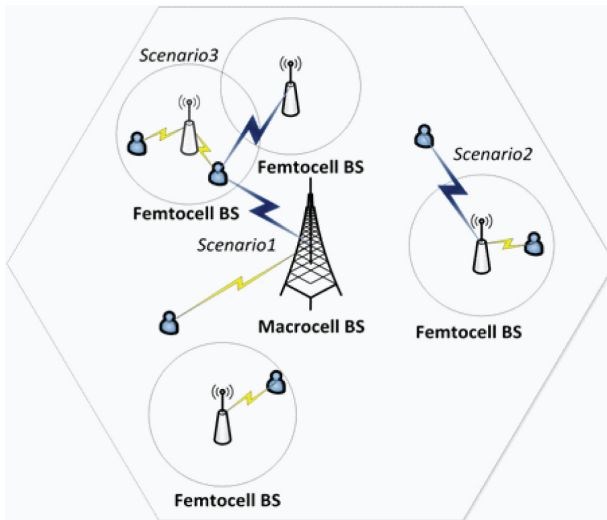 Scenario3
Femtocell BS
Scenario2
Femtocell BS
Scenario1
Macrocell BS
Femtocell BS
Femtocell BS